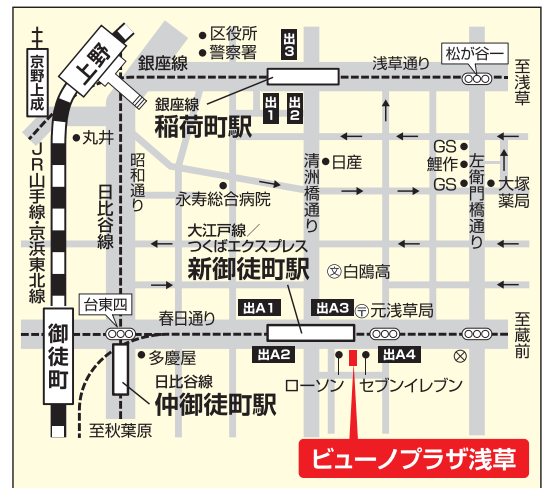 区役所
警察署
出3
浅草通り
松が谷一
至浅草
京成上野
上野
銀座線
銀座線
稲荷町駅
出1
出2
丸井
昭和通り
日比谷線
JR山手線・京浜東北線
永寿総合病院
清洲橋通り
日産
GS
鯉作
GS
左衛門橋通り
大塚薬局
大江戸線/
つくばエクスプレス
新御徒町駅
白鴎高
文
台東四
春日通り
出A1
出A3
〒元浅草局
至蔵前
御徒町
多慶屋
出A2
出A4
日比谷線
仲御徒町駅
ローソン
セブンイレブン
至秋葉原
ビューノプラザ浅草